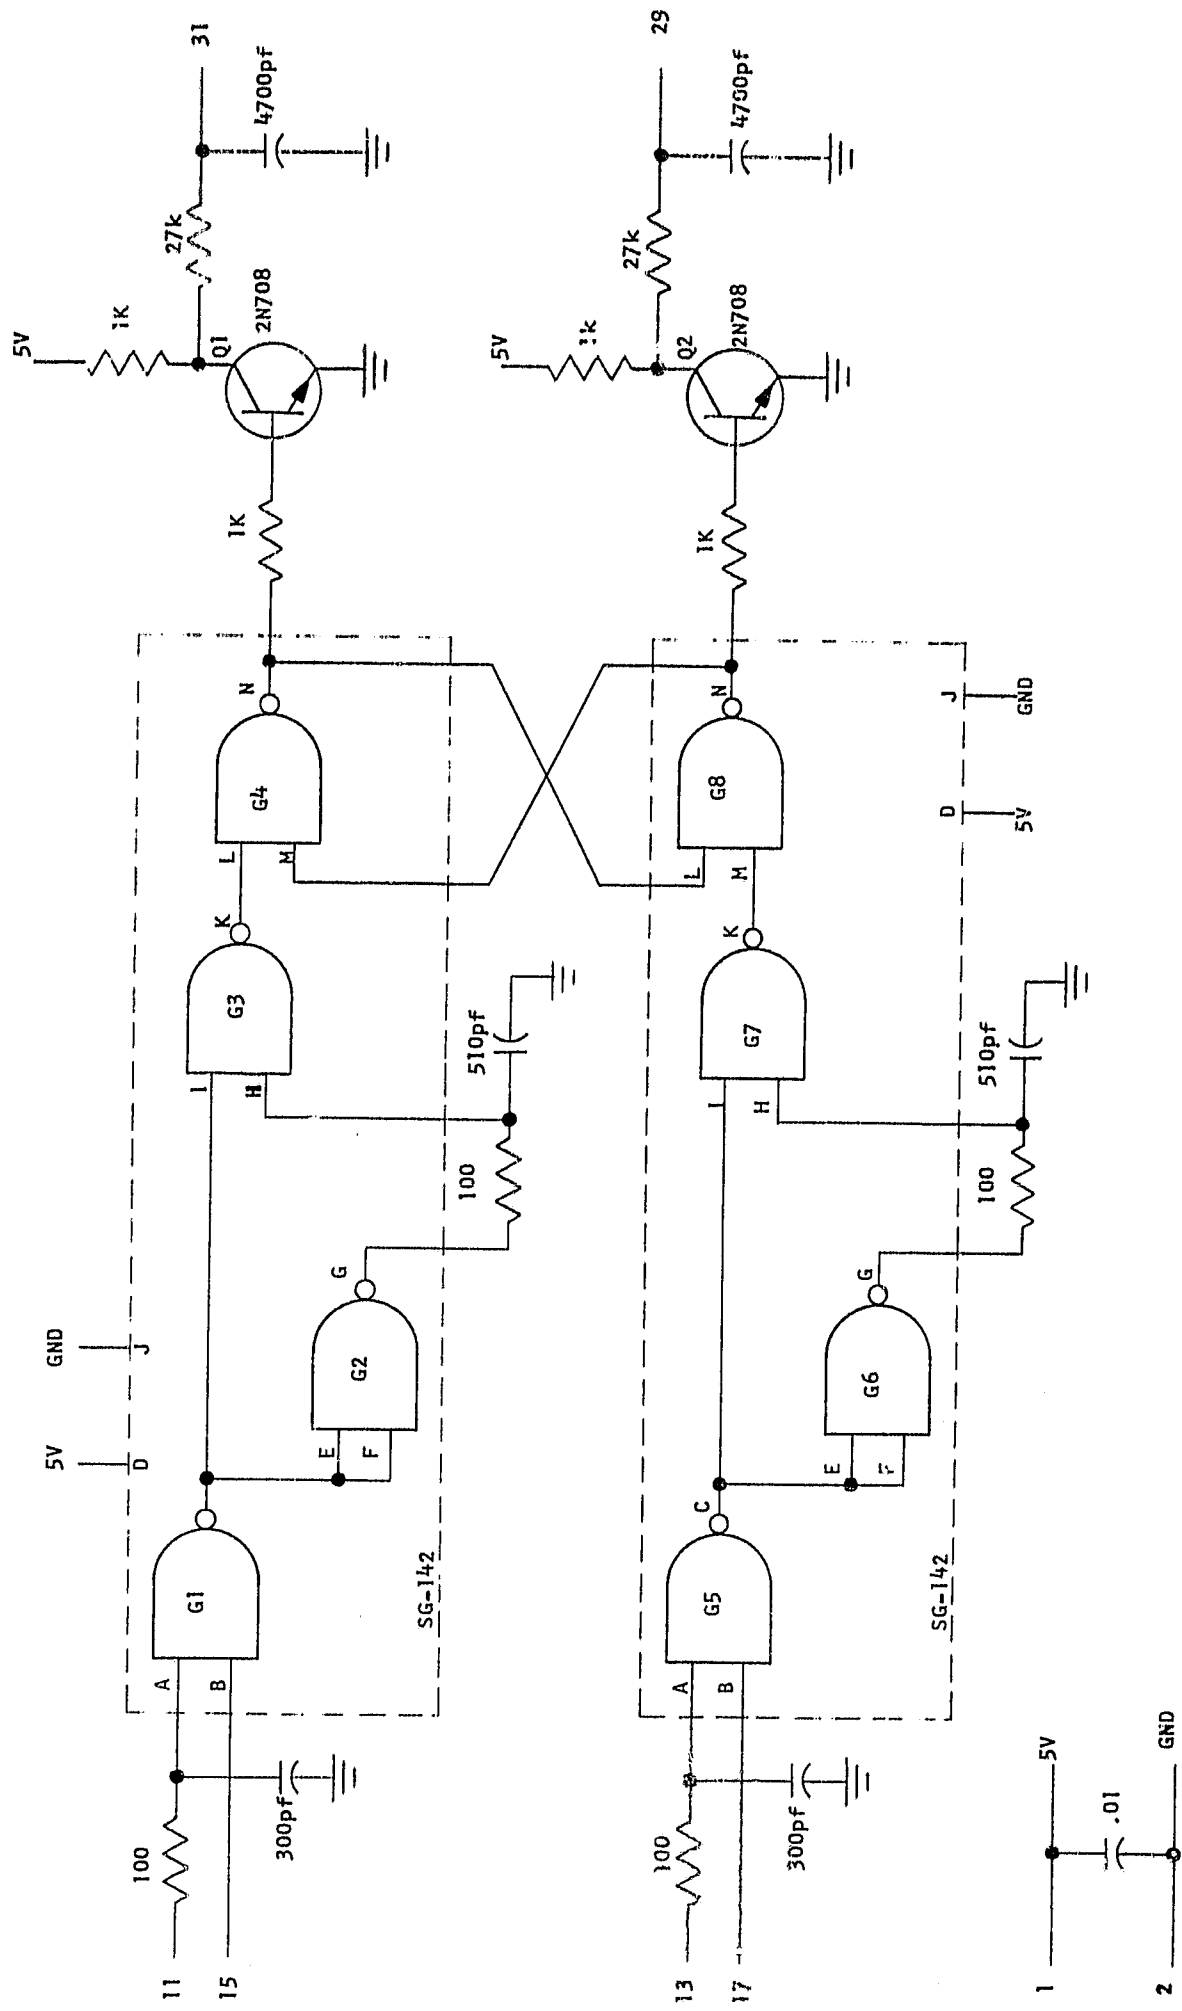 5V
1K
27k
31
Q1
2N708
4700pf
1K
5V
GND
D
J
11
100
A
G1
15
B
300pf
E
F
G2
G
SG-142
I
H
G3
K
L
M
G4
N
100
510pf
5V
1k
27k
29
Q2
2N708
4700pf
1K
13
100
A
G5
C
17
B
300pf
E
F
G6
G
SG-142
I
H
G7
K
L
M
G8
N
100
510pf
D
J
5V
GND
1
5V
.01
2
GND